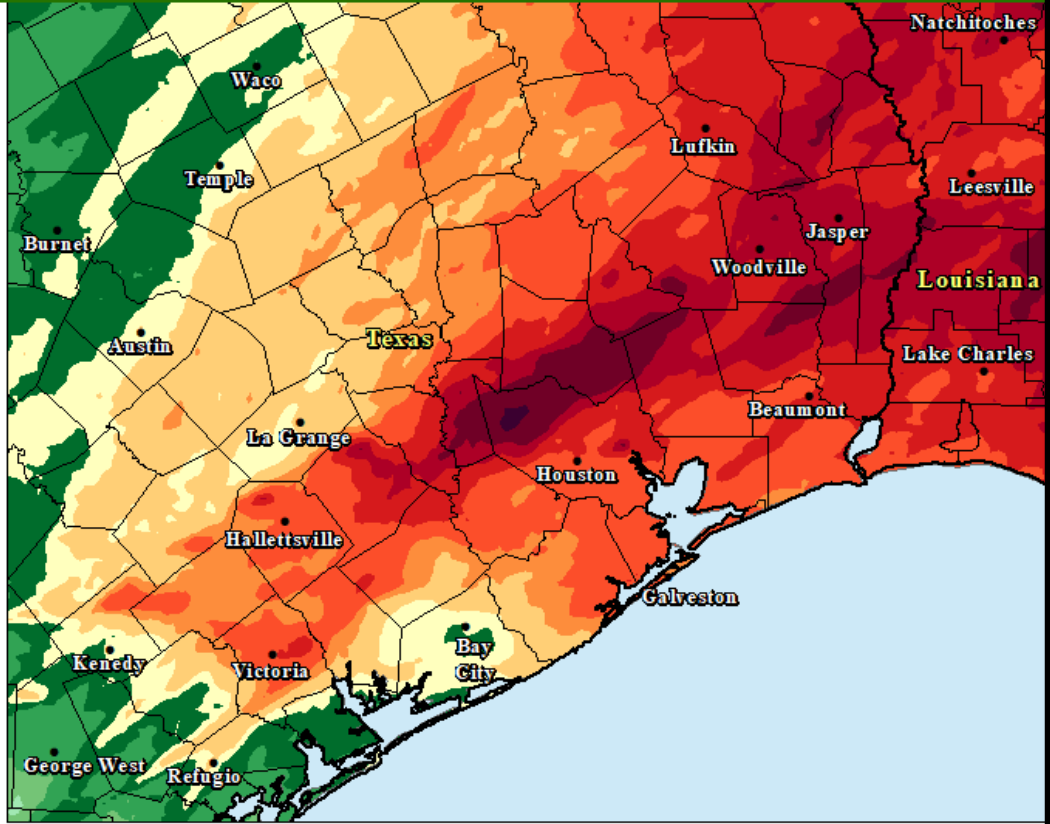 Natchitoches
Waco
Lufkin
Temple
Leesville
Burnet
Jasper
Woodville
Louisiana
Texas
Austin
Lake Charles
Beaumont
La Grange
Houston
Hallettsville
Galveston
Bay
City
Kenedy
Victoria
George West
Refugio